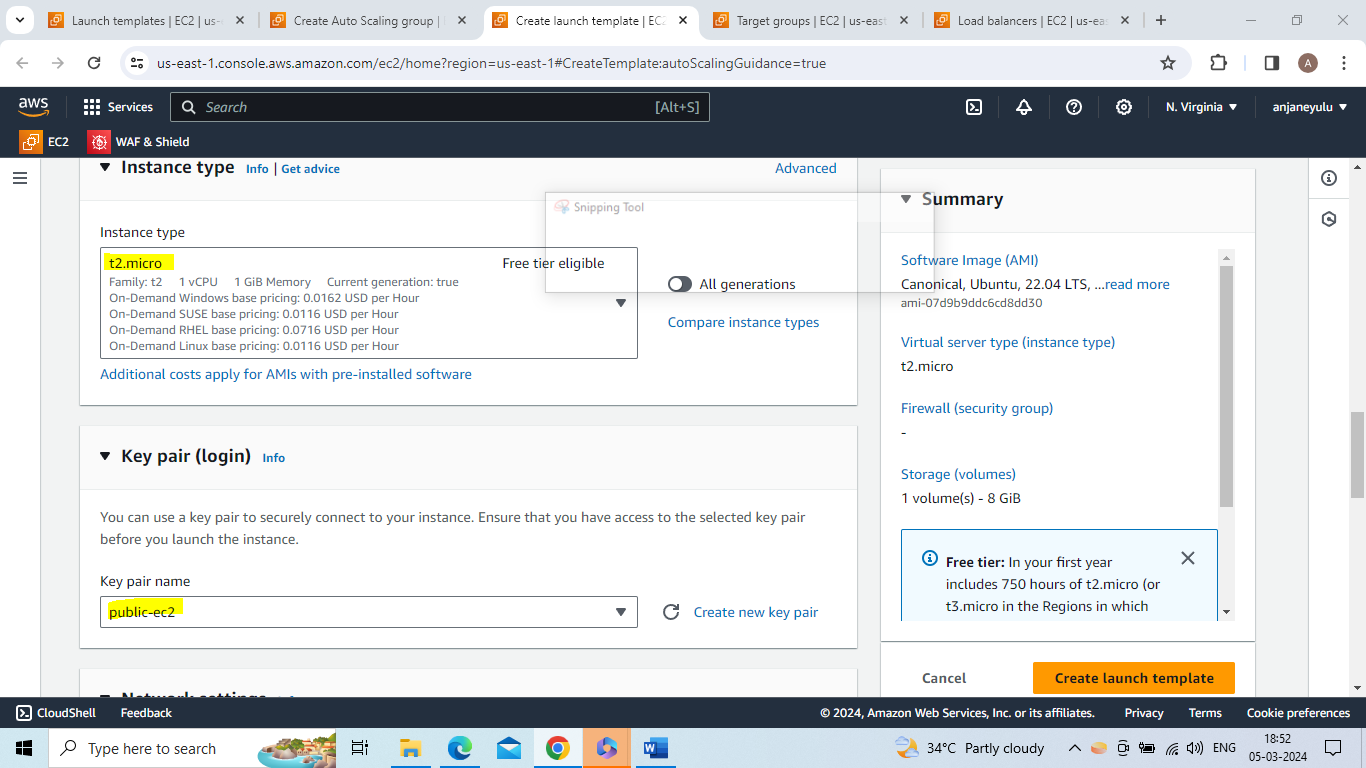 Launch templates | EC2 | us-
Create Auto Scaling group |
Create launch template | EC2
Target groups | EC2 | us-east
Load balancers | EC2 | us-eas
us-east-1.console.aws.amazon.com/ec2/home?region=us-east-1#CreateTemplate:autoScalingGuidance=true
A
aws
Services
Search
[Alt+S]
N. Virginia
anjaneyulu
EC2
WAF & Shield
Instance type
Info | Get advice
Advanced
Snipping Tool
Instance type
t2.micro
Free tier eligible
Family: t2 1 vCPU 1 GiB Memory Current generation: true
On-Demand Windows base pricing: 0.0162 USD per Hour
On-Demand SUSE base pricing: 0.0116 USD per Hour
On-Demand RHEL base pricing: 0.0716 USD per Hour
On-Demand Linux base pricing: 0.0116 USD per Hour
All generations
Compare instance types
Additional costs apply for AMIs with pre-installed software
Key pair (login)
Info
You can use a key pair to securely connect to your instance. Ensure that you have access to the selected key pair
before you launch the instance.
Key pair name
public-ec2
Create new key pair
Network settings
Summary
Software Image (AMI)
Canonical, Ubuntu, 22.04 LTS, ...read more
ami-07d9b9ddc6cd8dd30
Virtual server type (instance type)
t2.micro
Firewall (security group)
-
Storage (volumes)
1 volume(s) - 8 GiB
Free tier: In your first year
includes 750 hours of t2.micro (or
t3.micro in the Regions in which
Cancel
Create launch template
CloudShell
Feedback
© 2024, Amazon Web Services, Inc. or its affiliates.
Privacy
Terms
Cookie preferences
Type here to search
34°C Partly cloudy
ENG
18:52
05-03-2024